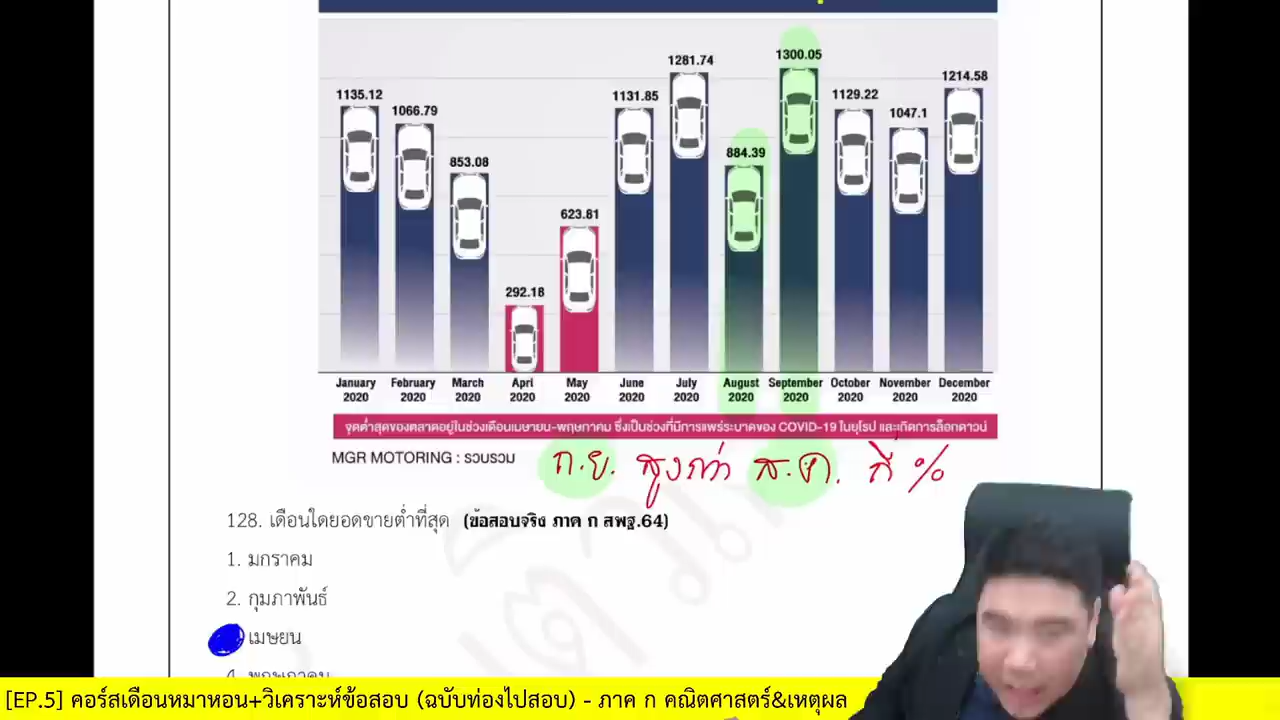 1300.05
1281.74
1214.58
1135.12
1131.85
1129.22
1066.79
1047.1
884.39
853.08
623.81
292.18
January February March Apri May June July August September October November December
2020 2020 2020 2020 2020 2020 2020 2020 2020 2020 2020 2020
จุดต่ำสุดของตลาดอยู่ในช่วงเดือนเมษายน-พฤษภาคม ซึ่งเป็นช่วงที่มีการแพร่ระบาดของ COVID-19 ในยุโรป และเกิดการล็อกดาวน์
MGR MOTORING : รวบรวม
ก.ย. สูงกว่า ส.ค. กี่ %
128. เดือนใดยอดขายต่ำที่สุด (ข้อสอบจริง ภาค ก สพฐ.64)
1. มกราคม
2. กุมภาพันธ์
เมษยน
4. พฤษภาคม
[EP.5] คอร์สเดือนหมาหอน+วิเคราะห์ข้อสอบ (ฉบับท่องไปสอบ) - ภาค ก คณิตศาสตร์&เหตุผล